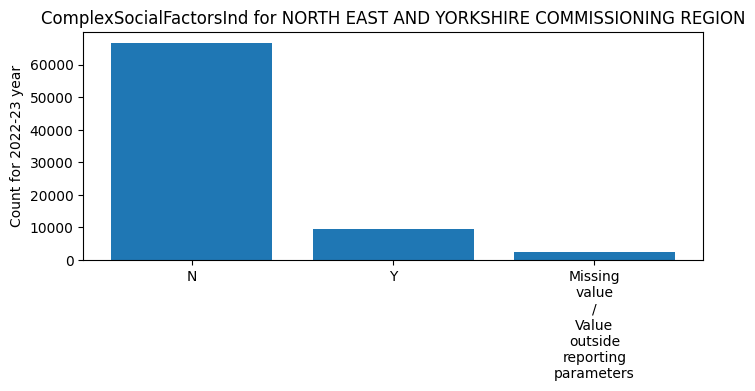 ComplexSocialFactorsInd for NORTH EAST AND YORKSHIRE COMMISSIONING REGION
Count for 2022-23 year
60000
50000
40000
30000
20000
10000
0
N
Y
Missing
value
/
Value
outside
reporting
parameters